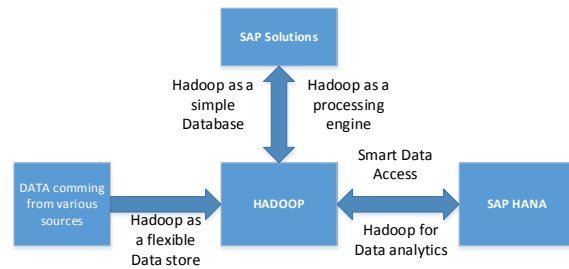 SAP Solutions
Hadoop as a
simple
Database
Hadoop as a
processing
engine
Smart Data
Access
DATA comming
from various
sources
HADOOP
SAP HANA
Hadoop as
a flexible
Data store
Hadoop for
Data analytics